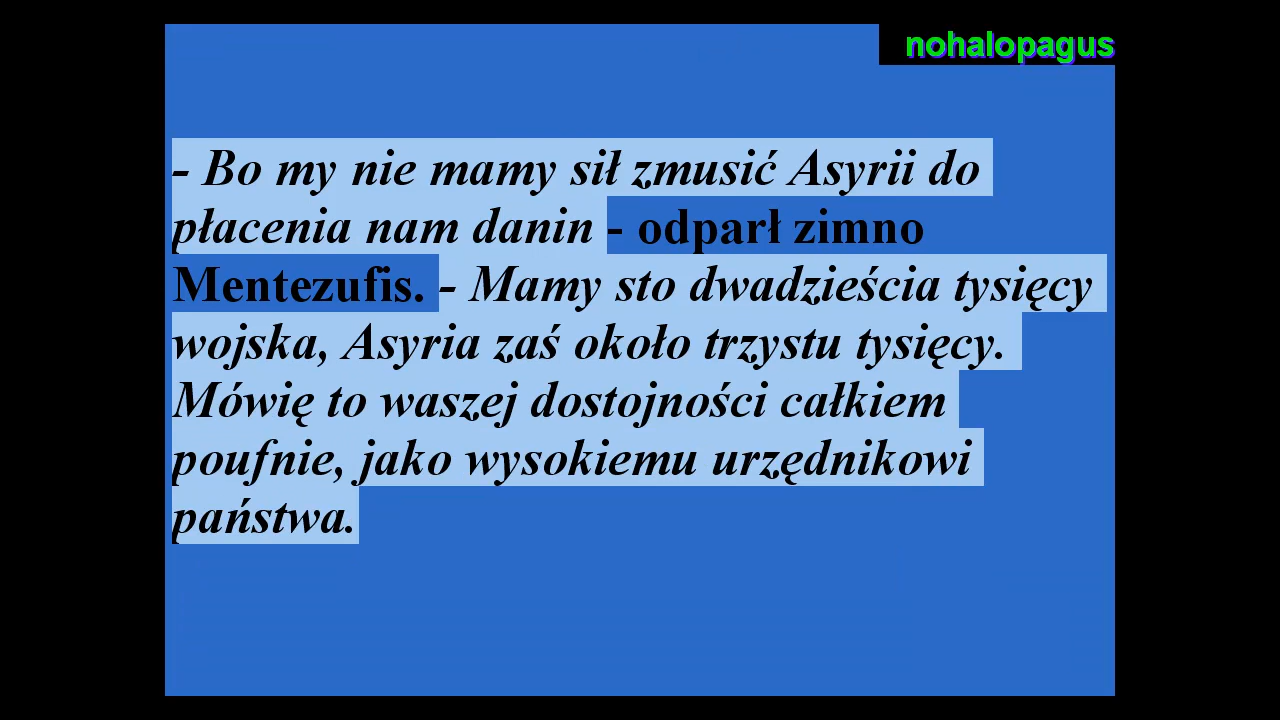 nohalopagus
- Bo my nie mamy sił zmusić Asyrii do
płacenia nam danin - odparł zimno
Mentezufis. - Mamy sto dwadzieścia tysięcy
wojska, Asyria zaś około trzystu tysięcy.
Mówię to waszej dostojności całkiem
poufnie, jako wysokiemu urzędnikowi
państwa.